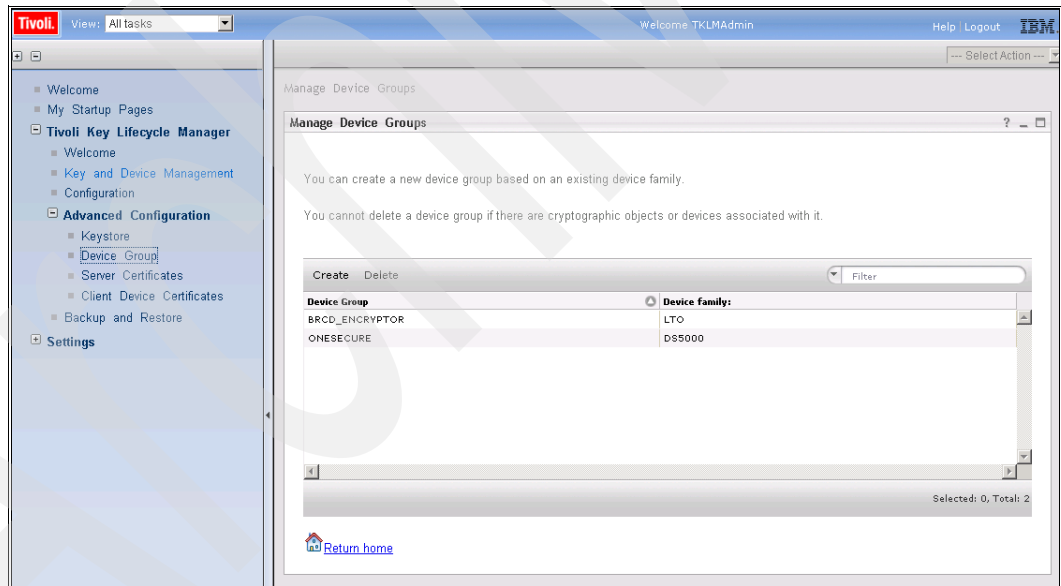 Tivoli. View: All tasks Welcome TKLMAdmin Help Logout IBM.
--- Select Action ---
Welcome
My Startup Pages
Tivoli Key Lifecycle Manager
Welcome
Key and Device Management
Configuration
Advanced Configuration
Keystore
Device Group
Server Certificates
Client Device Certificates
Backup and Restore
Settings
Manage Device Groups
Manage Device Groups ?
You can create a new device group based on an existing device family.
You cannot delete a device group if there are cryptographic objects or devices associated with it.
Create Delete Filter
Device Group Device family:
BRCD_ENCRYPTOR LTO
ONESECURE DS5000
Selected: 0, Total: 2
Return home